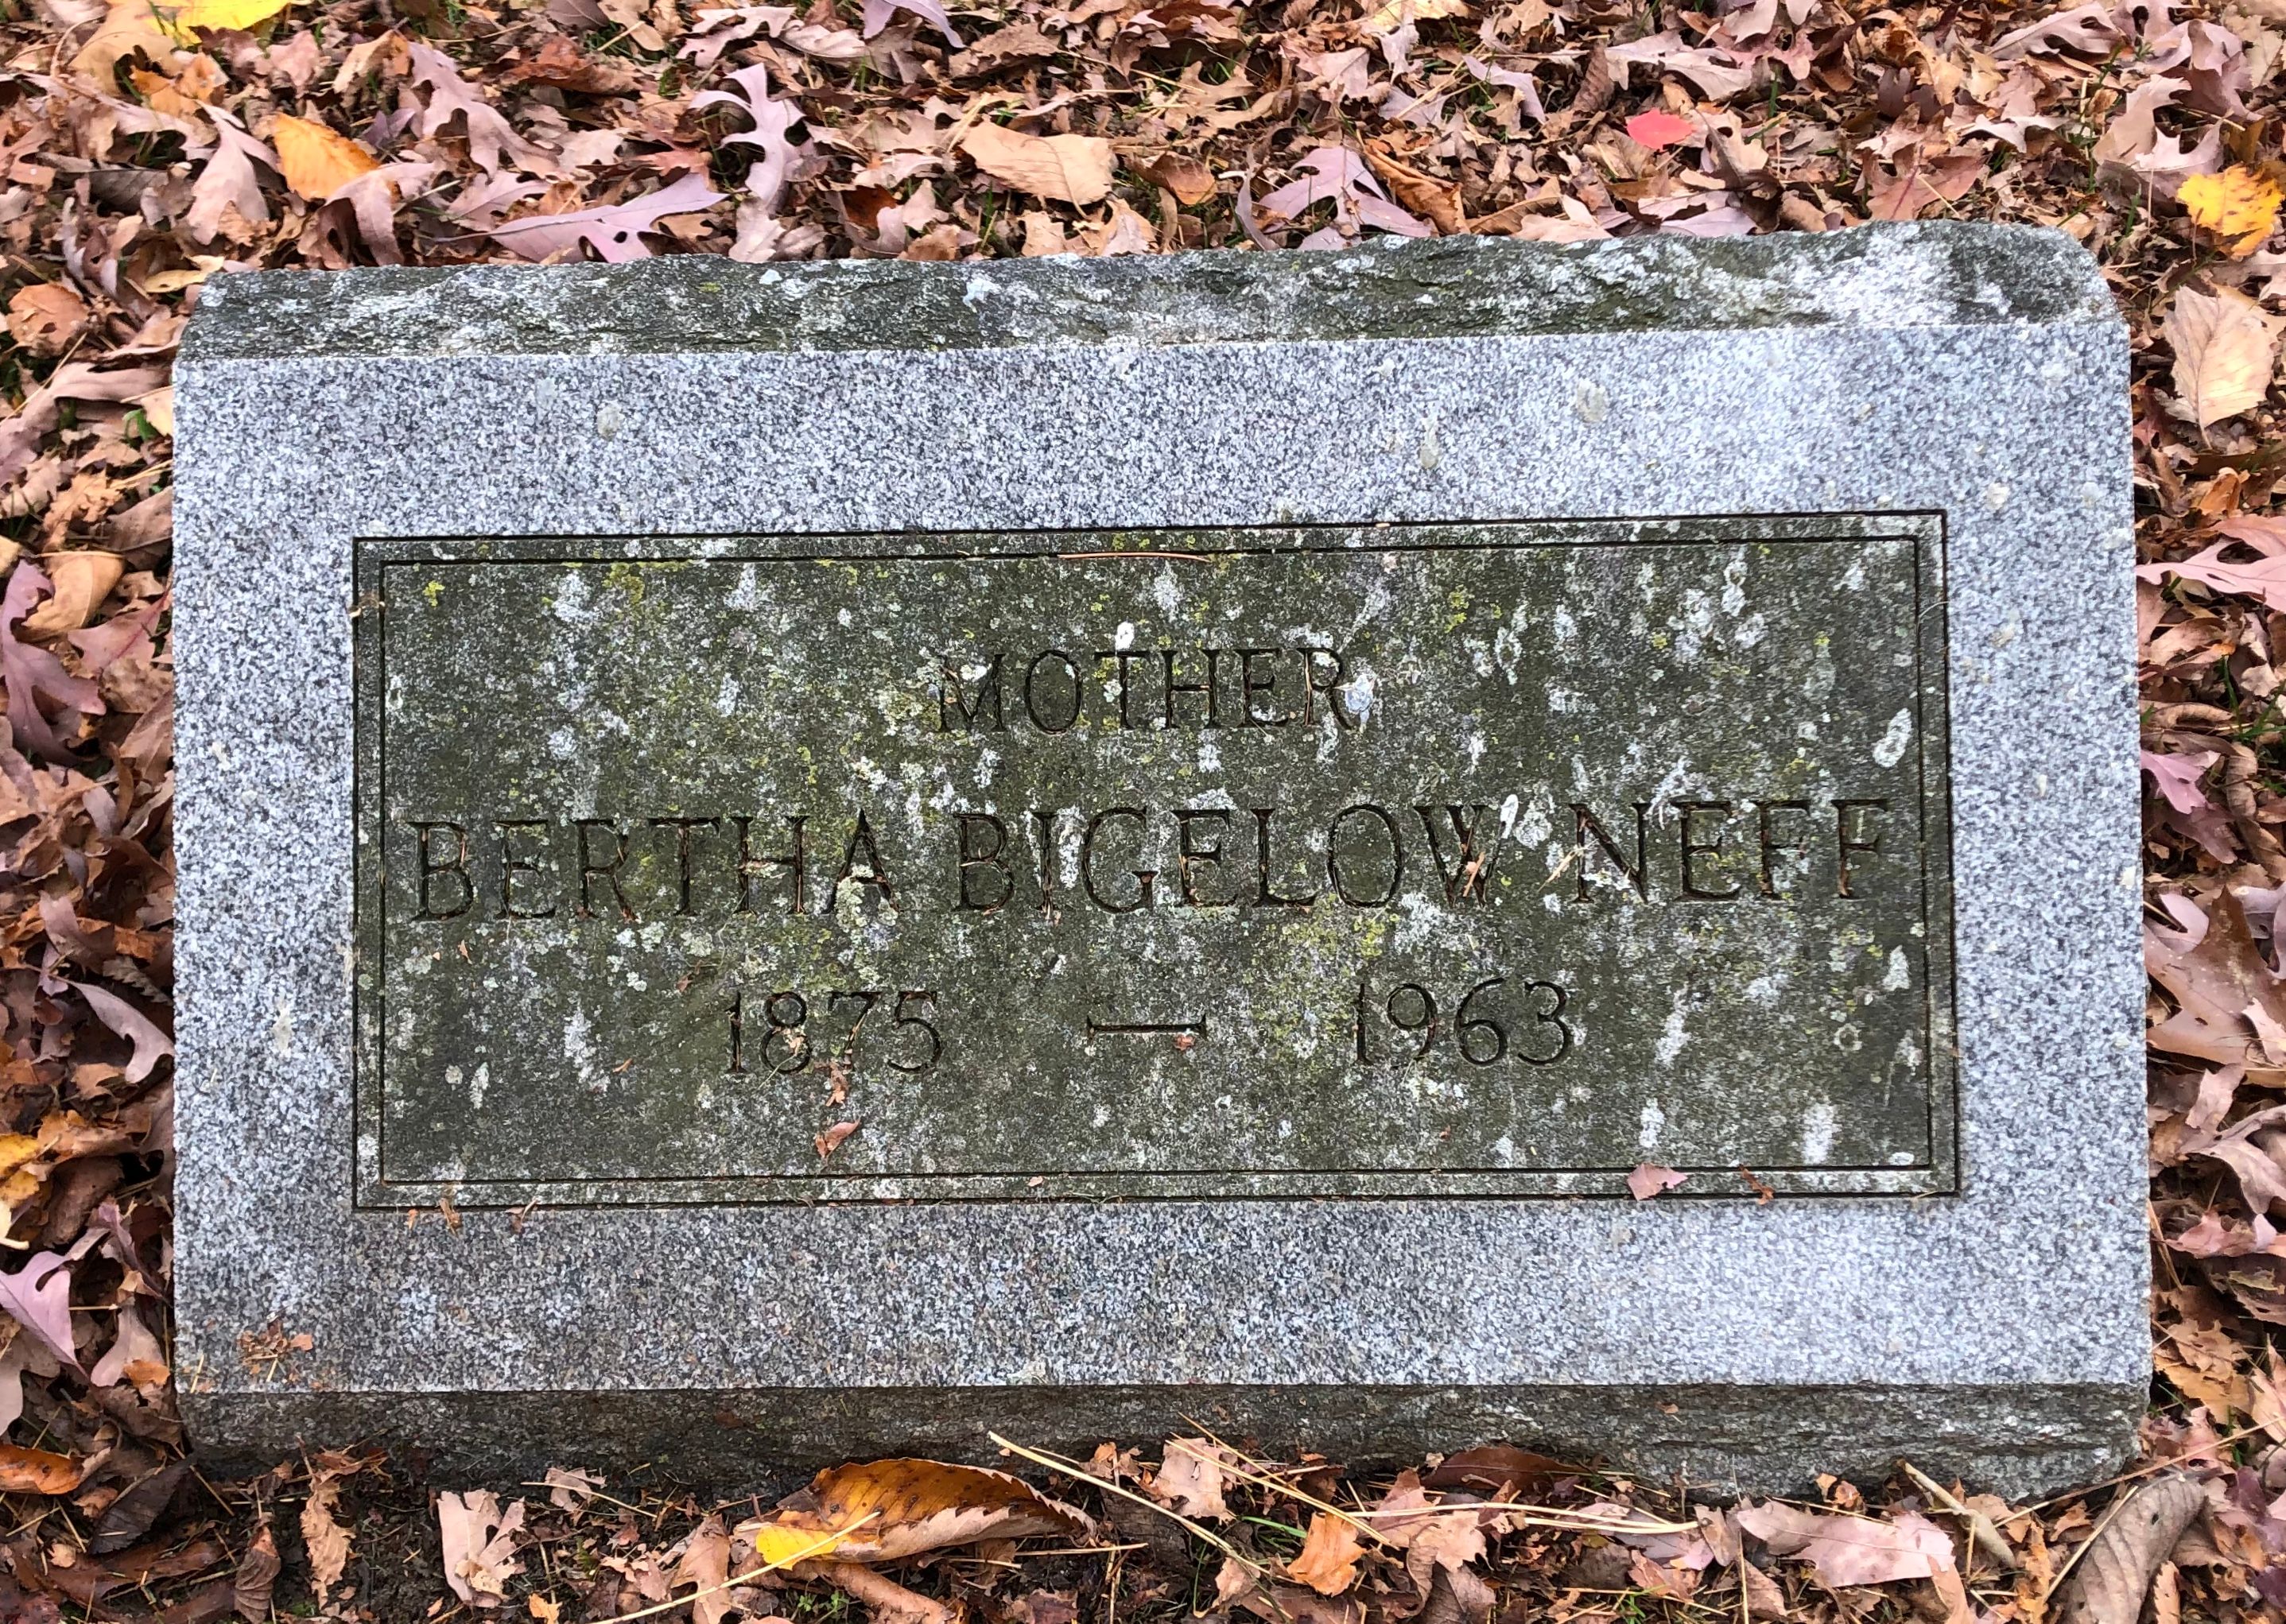 MOTHER
BERTHA BIGELOW NEFF
1875 — 1963